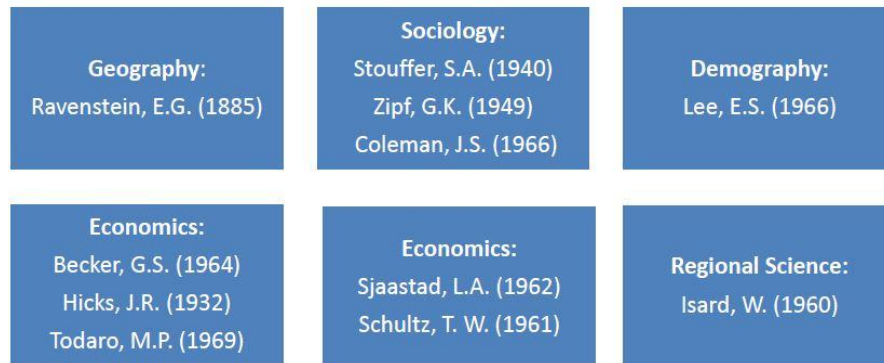 Geography:
Ravenstein, E.G. (1885)
Sociology:
Stouffer, S.A. (1940)
Zipf, G.K. (1949)
Coleman, J.S. (1966)
Demography:
Lee, E.S. (1966)
Economics:
Becker, G.S. (1964)
Hicks, J.R. (1932)
Todaro, M.P. (1969)
Economics:
Sjaastad, L.A. (1962)
Schultz, T. W. (1961)
Regional Science:
Isard, W. (1960)